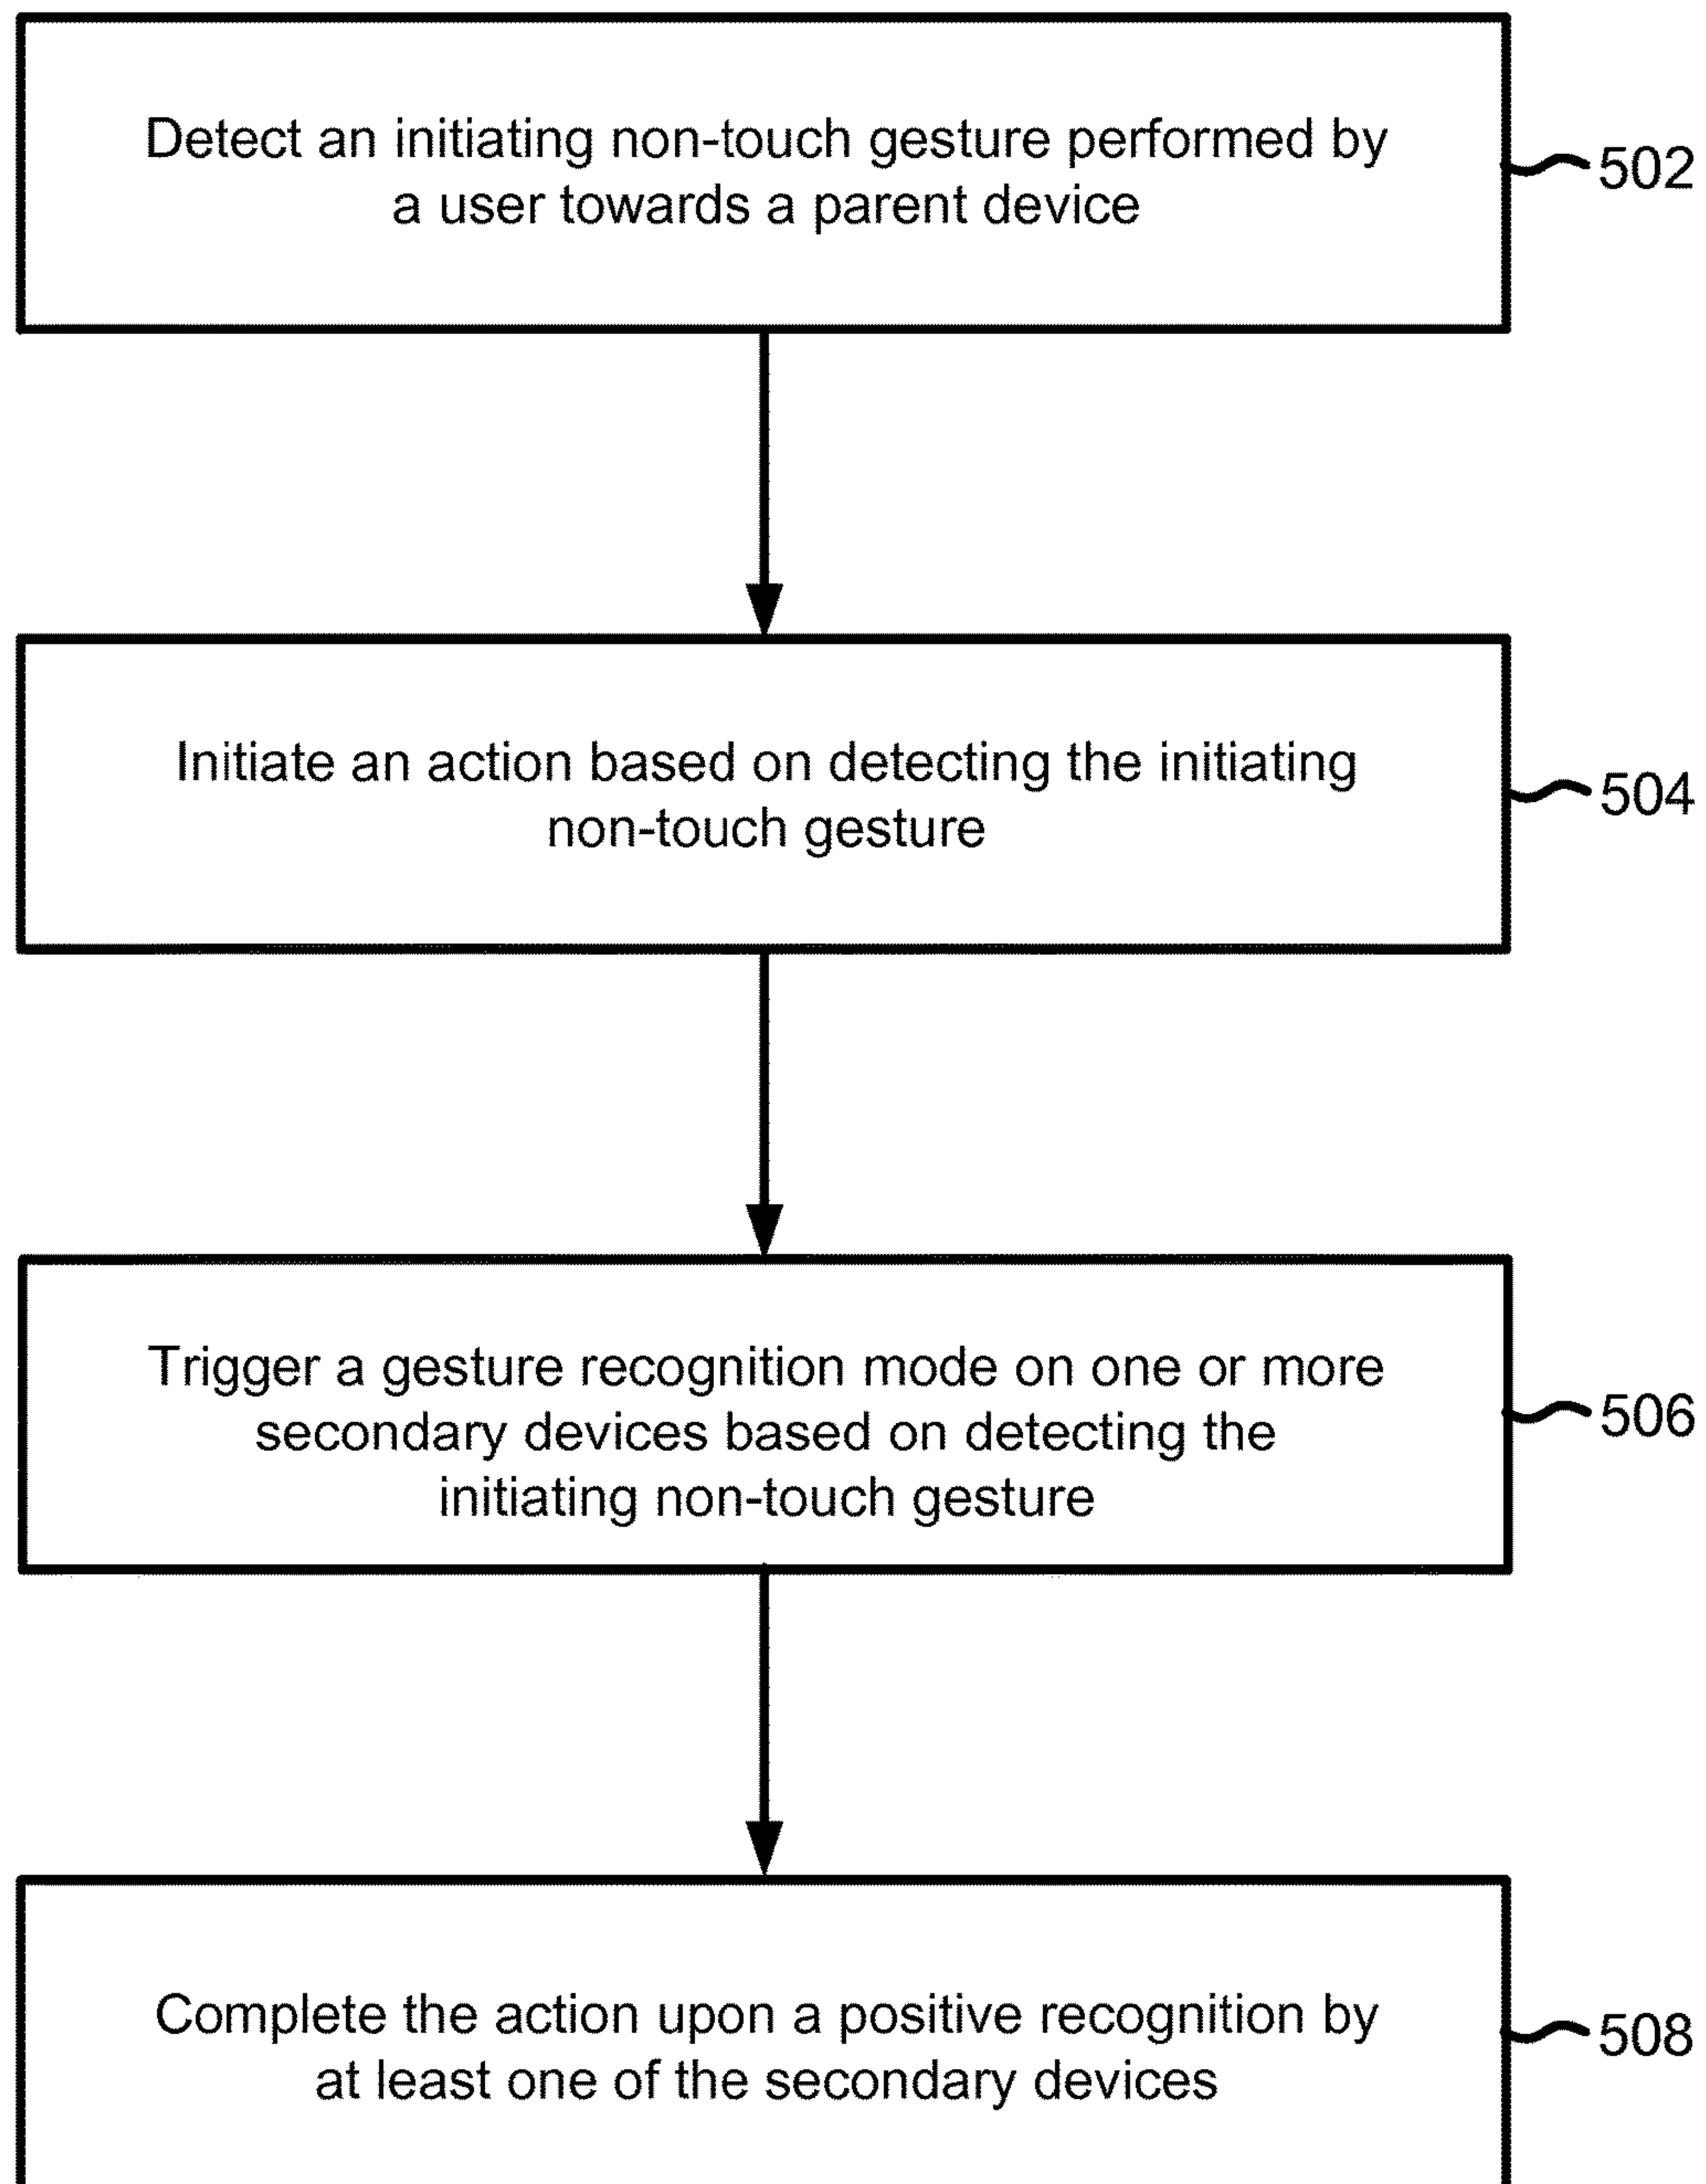 Detect an initiating non-touch gesture performed by
a user towards a parent device
502
Initiate an action based on detecting the initiating
non-touch gesture
504
Trigger a gesture recognition mode on one or more
secondary devices based on detecting the
initiating non-touch gesture
506
Complete the action upon a positive recognition by
at least one of the secondary devices
508